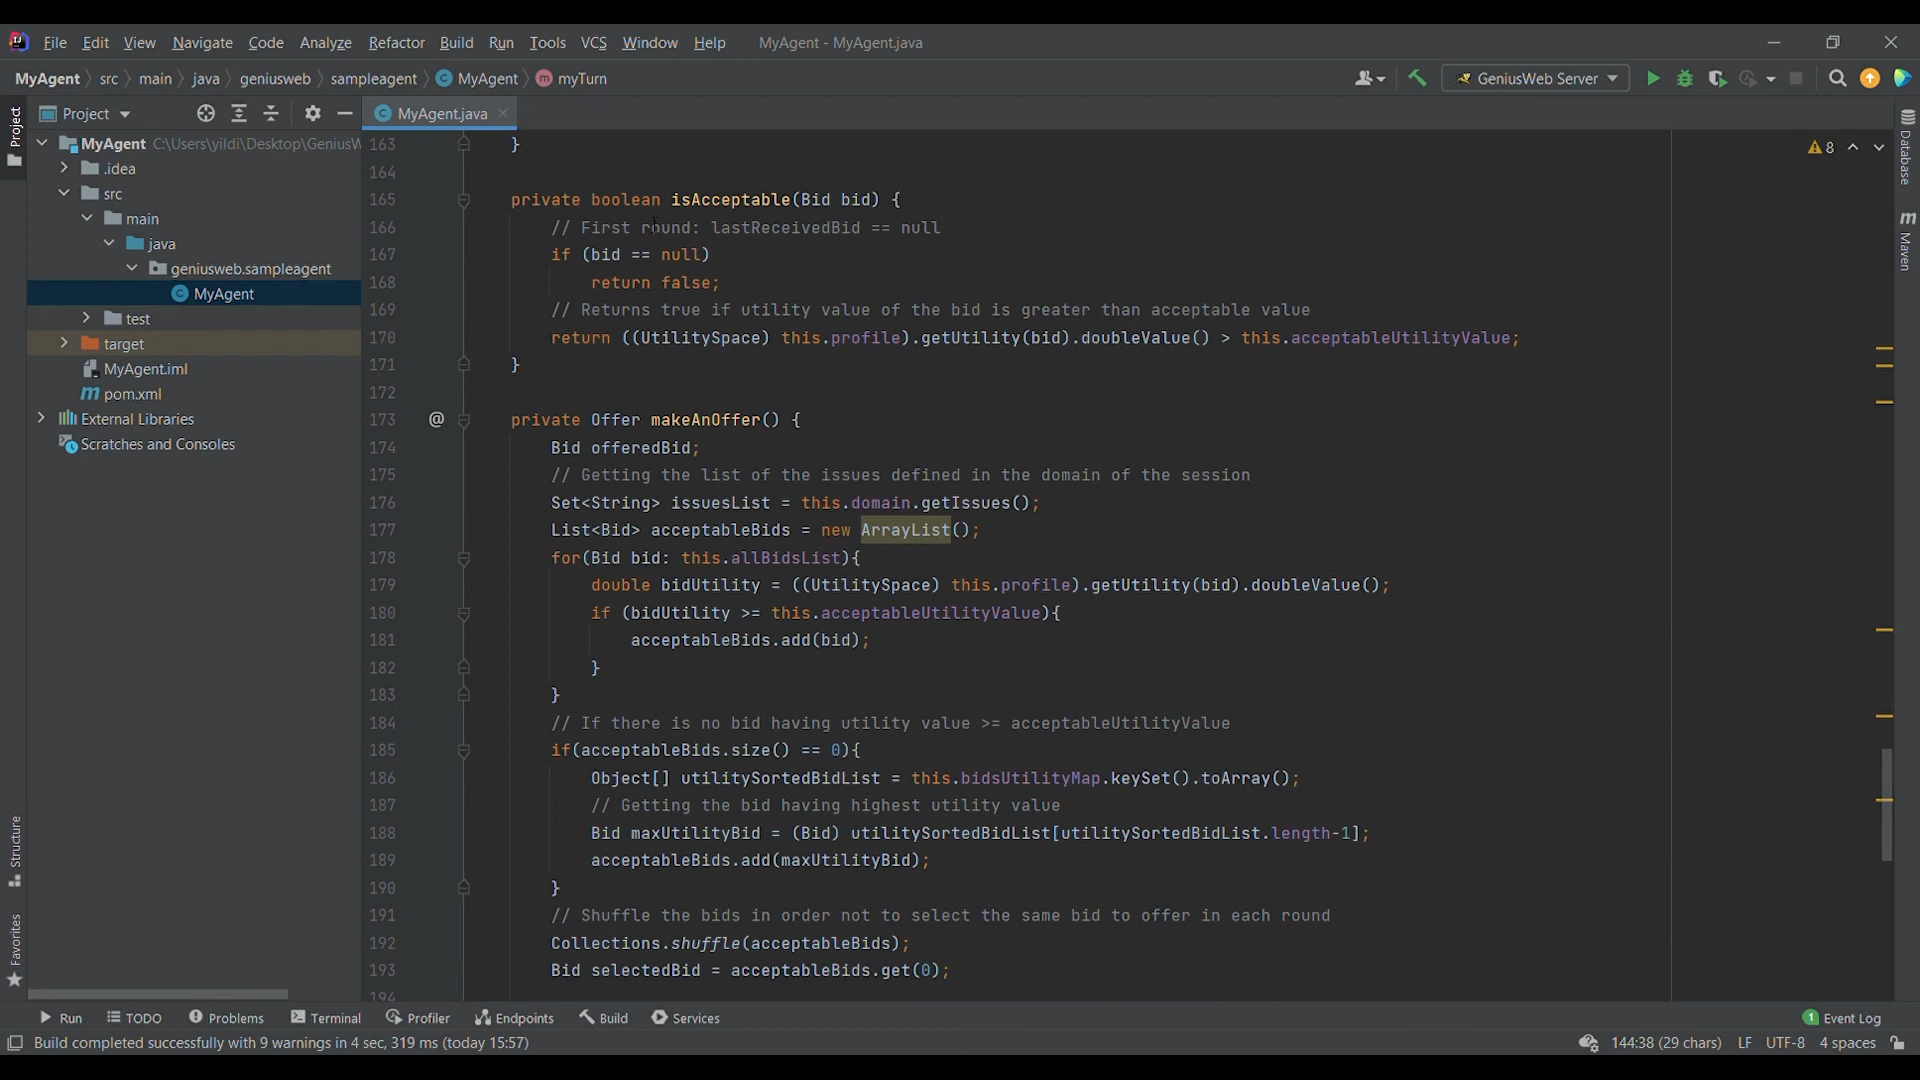 File Edit View Navigate Code Analyze Refactor Build Run Tools VCS Window Help MyAgent - MyAgent.java
MyAgent src main java geniusweb sampleagent MyAgent myTurn GeniusWeb Server
Project MyAgent.java
Project
MyAgent C:\Users\yildi\Desktop\GeniusW
.idea
src
main
java
geniusweb.sampleagent
MyAgent
test
target
MyAgent.iml
pom.xml
External Libraries
Scratches and Consoles
Structure
Favorites
8
163 }
164
165 private boolean isAcceptable(Bid bid) {
166 // First round: lastReceivedBid == null
167 if (bid == null)
168 return false;
169 // Returns true if utility value of the bid is greater than acceptable value
170 return ((UtilitySpace) this.profile).getUtility(bid).doubleValue() > this.acceptableUtilityValue;
171 }
172
173 @ private Offer makeAnOffer() {
174 Bid offeredBid;
175 // Getting the list of the issues defined in the domain of the session
176 Set<String> issuesList = this.domain.getIssues();
177 List<Bid> acceptableBids = new ArrayList();
178 for(Bid bid: this.allBidsList){
179 double bidUtility = ((UtilitySpace) this.profile).getUtility(bid).doubleValue();
180 if (bidUtility >= this.acceptableUtilityValue){
181 acceptableBids.add(bid);
182 }
183 }
184 // If there is no bid having utility value >= acceptableUtilityValue
185 if(acceptableBids.size() == 0){
186 Object[] utilitySortedBidList = this.bidsUtilityMap.keySet().toArray();
187 // Getting the bid having highest utility value
188 Bid maxUtilityBid = (Bid) utilitySortedBidList[utilitySortedBidList.length-1];
189 acceptableBids.add(maxUtilityBid);
190 }
191 // Shuffle the bids in order not to select the same bid to offer in each round
192 Collections.shuffle(acceptableBids);
193 Bid selectedBid = acceptableBids.get(0);
194
Database
Maven
Run TODO Problems Terminal Profiler Endpoints Build Services 1 Event Log
Build completed successfully with 9 warnings in 4 sec, 319 ms (today 15:57) 144:38 (29 chars) LF UTF-8 4 spaces